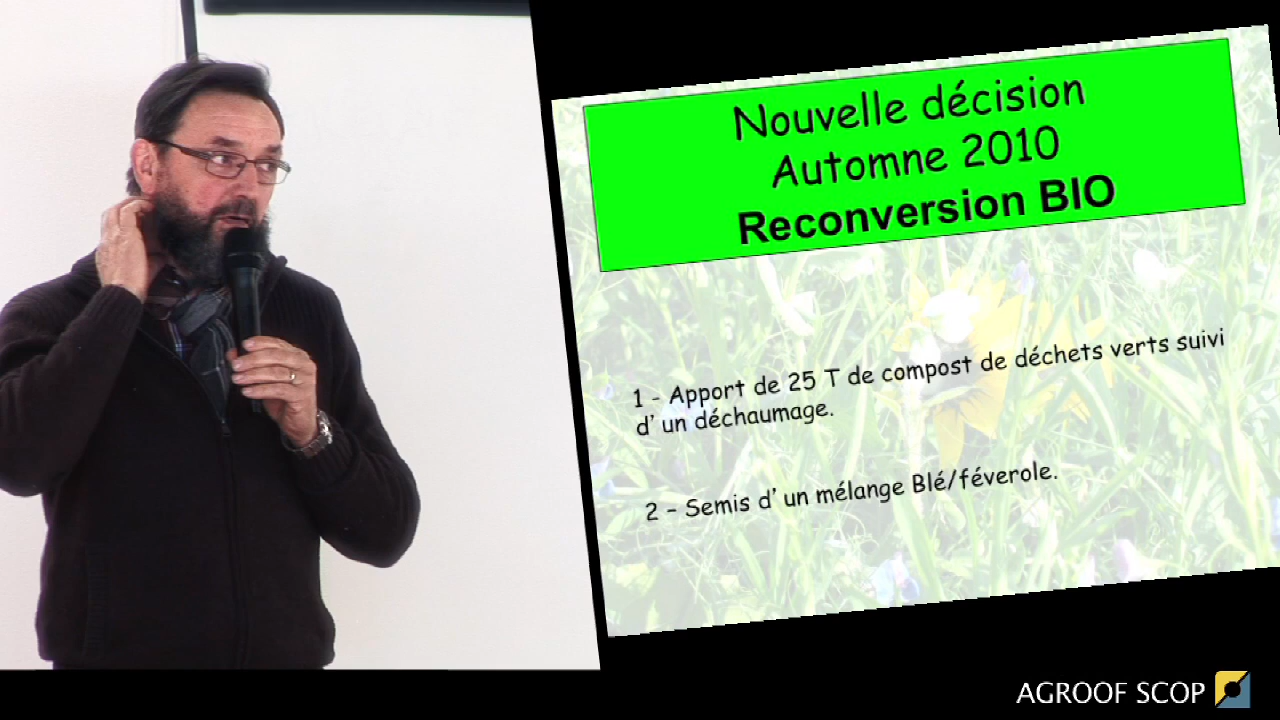 Nouvelle décision
Automne 2010
Reconversion BIO
1 - Apport de 25 T de compost de déchets verts suivi
d' un déchaumage.
2 - Semis d' un mélange Blé/féverole.
AGROOF SCOP